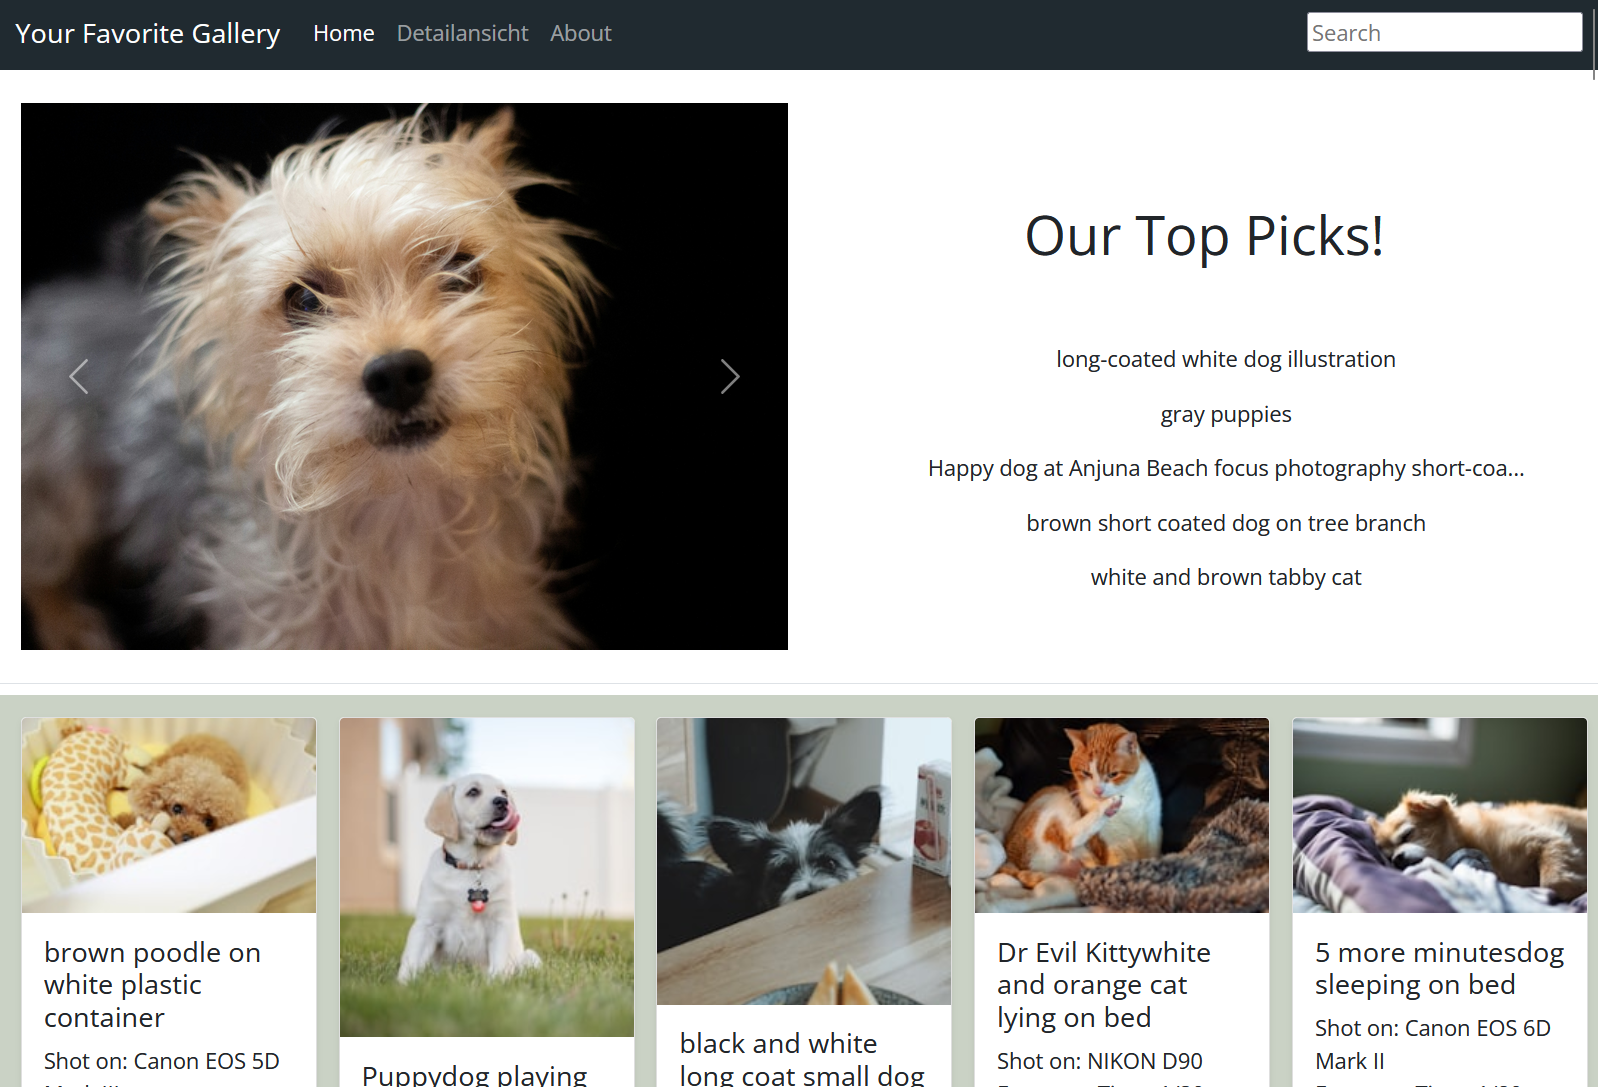 Your Favorite Gallery Home Detailansicht About Search
Our Top Picks!
long-coated white dog illustration
gray puppies
Happy dog at Anjuna Beach focus photography short-coa...
brown short coated dog on tree branch
white and brown tabby cat
brown poodle on
white plastic
container
Shot on: Canon EOS 5D
Puppydog playing
black and white
long coat small dog
Dr Evil Kittywhite
and orange cat
lying on bed
Shot on: NIKON D90
5 more minutesdog
sleeping on bed
Shot on: Canon EOS 6D
Mark II